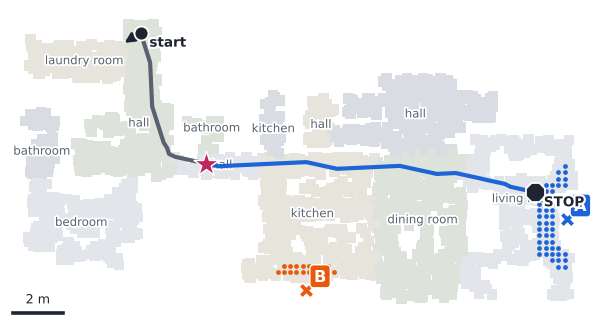 start
laundry room
hall
bathroom
kitchen
hall
hall
bathroom
living
STOP
A
bedroom
kitchen
dining room
B
2 m